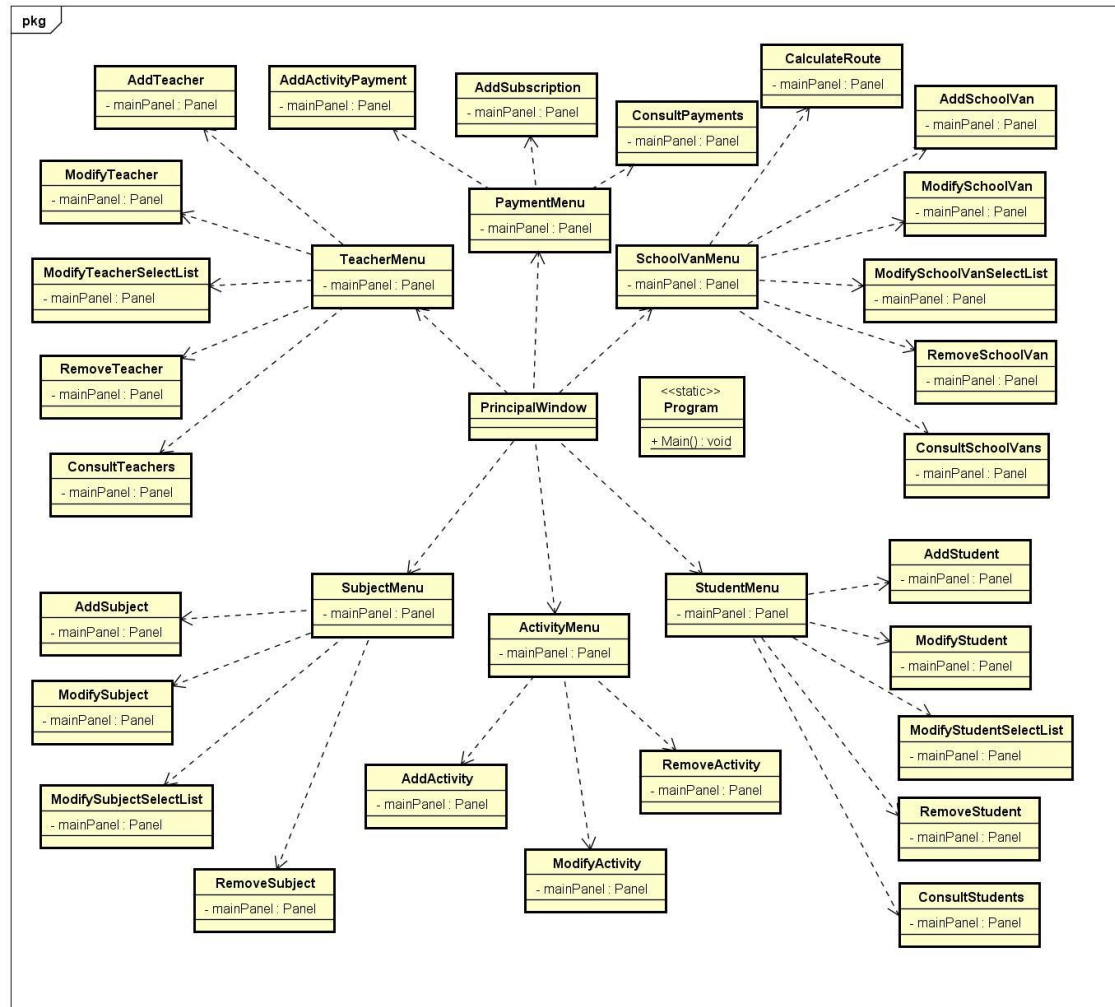 pkg
AddTeacher
- mainPanel : Panel
AddActivityPayment
- mainPanel : Panel
AddSubscription
- mainPanel : Panel
ConsultPayments
- mainPanel : Panel
CalculateRoute
- mainPanel : Panel
AddSchoolVan
- mainPanel : Panel
ModifyTeacher
- mainPanel : Panel
PaymentMenu
- mainPanel : Panel
ModifySchoolVan
- mainPanel : Panel
ModifyTeacherSelectList
- mainPanel : Panel
TeacherMenu
- mainPanel : Panel
SchoolVanMenu
- mainPanel : Panel
ModifySchoolVanSelectList
- mainPanel : Panel
RemoveTeacher
- mainPanel : Panel
RemoveSchoolVan
- mainPanel : Panel
PrincipalWindow
<<static>>
Program
+ Main() : void
ConsultTeachers
- mainPanel : Panel
ConsultSchoolVans
- mainPanel : Panel
SubjectMenu
- mainPanel : Panel
StudentMenu
- mainPanel : Panel
AddStudent
- mainPanel : Panel
AddSubject
- mainPanel : Panel
ActivityMenu
- mainPanel : Panel
ModifyStudent
- mainPanel : Panel
ModifySubject
- mainPanel : Panel
ModifyStudentSelectList
- mainPanel : Panel
ModifySubjectSelectList
- mainPanel : Panel
AddActivity
- mainPanel : Panel
RemoveActivity
- mainPanel : Panel
RemoveStudent
- mainPanel : Panel
RemoveSubject
- mainPanel : Panel
ModifyActivity
- mainPanel : Panel
ConsultStudents
- mainPanel : Panel